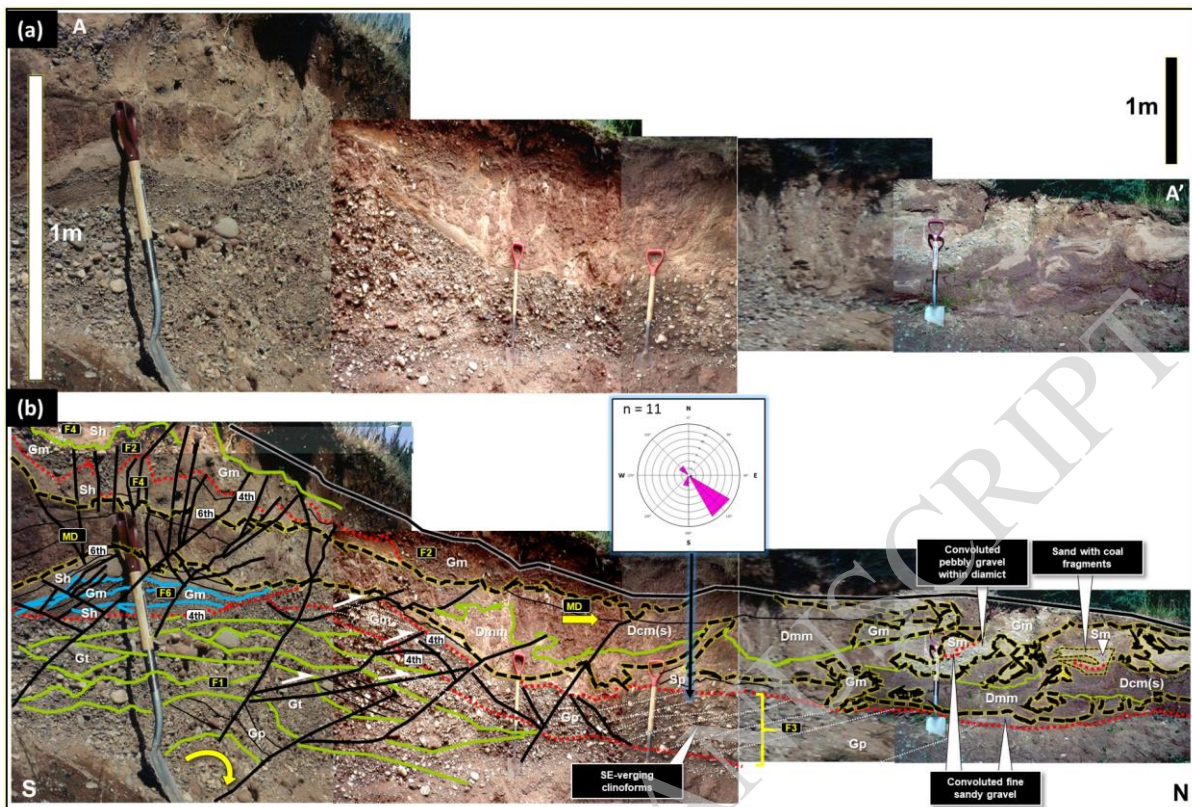 (a)
A
1m
1m
A'
(b)
n = 11
N
W
E
S
F4
Sh
F2
Gm
Gm
Sh
F4
4th
6th
MD
6th
F2
Gm
Convoluted
pebbly gravel
within diamict
Sand with coal
fragments
Sh
Gm
F6
Gm
Sh
4th
Gm
4th
4th
Dmm
MD
Dcm(s)
Dmm
Gm
Sm
Gm
Sm
Gt
F1
Gt
Gp
Gp
Sp
F3
Gm
Dmm
Dcm(s)
Gp
SE-verging
clinoforms
Convoluted fine
sandy gravel
S
N
ANUSCRIPT